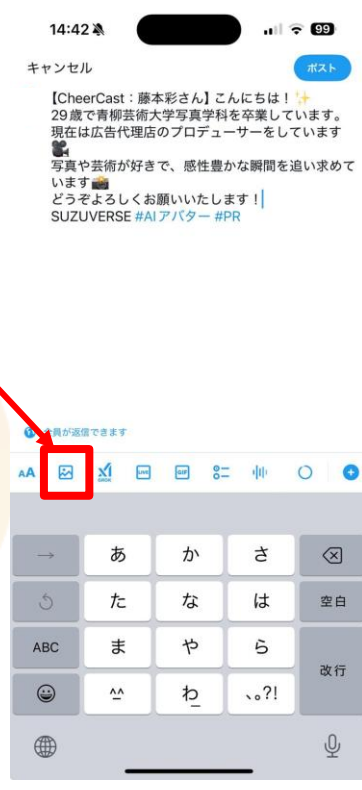 14:42
99
キャンセル
ポスト
【CheerCast：藤本彩さん】こんにちは！✨
29歳で青柳芸術大学写真学科を卒業しています。
現在は広告代理店のプロデューサーをしています
🎥
写真や芸術が好きで、感性豊かな瞬間を追い求めて
います📸
どうぞよろしくお願いいたします！
SUZUVERSE #AIアバター #PR
全員が返信できます
AA
GROK
LIVE
GIF
→ あ か さ
た な は 空白
ABC ま や ら
改行
^^ わ_ 、。?!